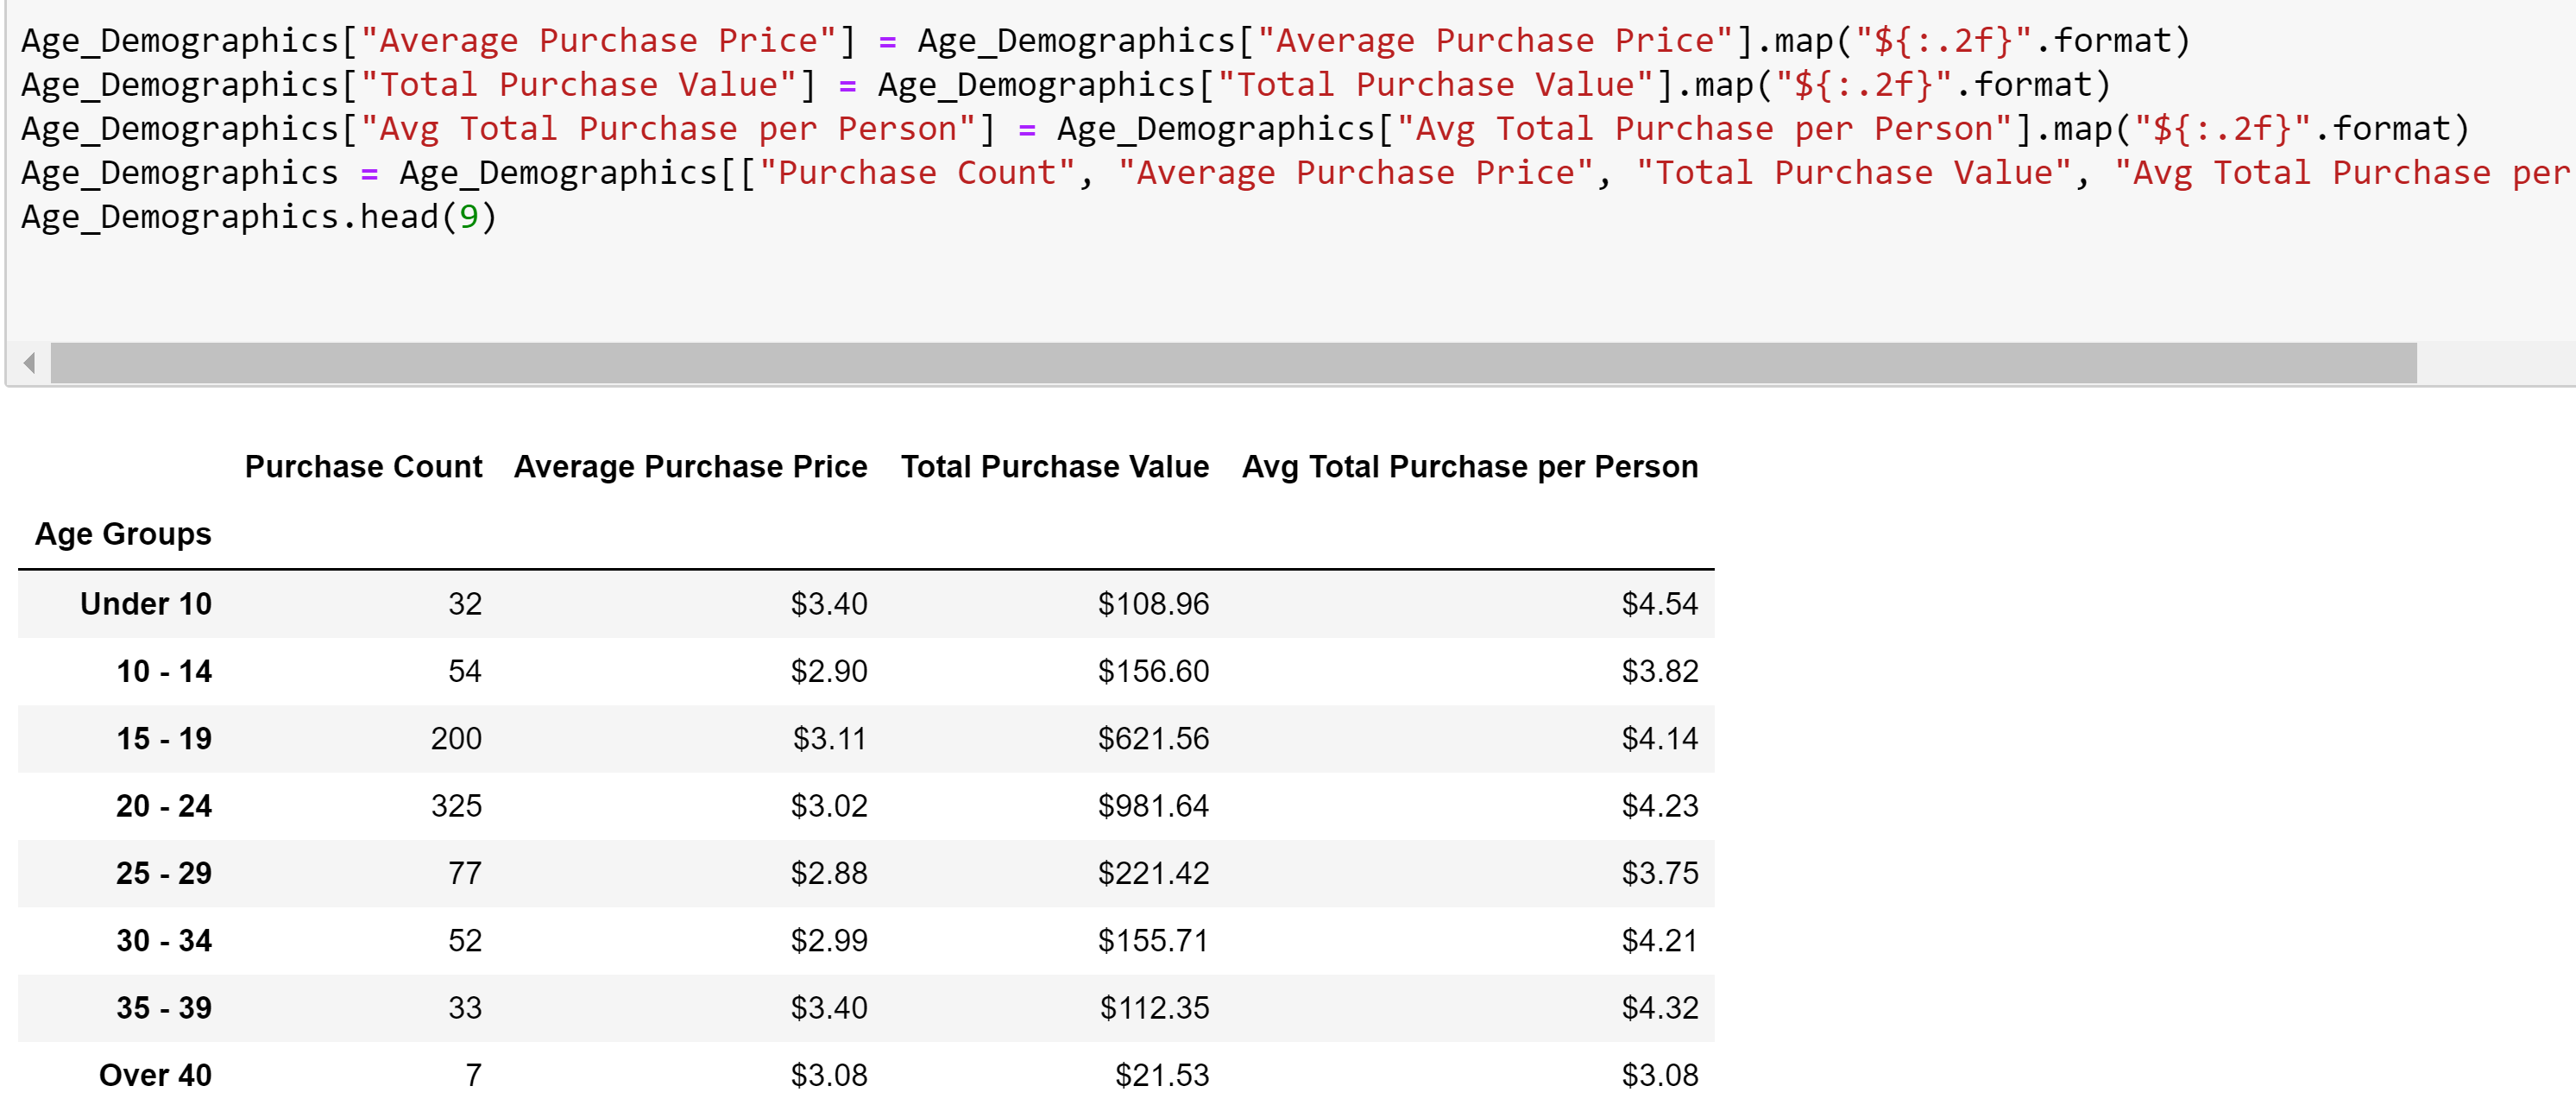 Age_Demographics["Average Purchase Price"] = Age_Demographics["Average Purchase Price"].map("${:.2f}".format)
Age_Demographics["Total Purchase Value"] = Age_Demographics["Total Purchase Value"].map("${:.2f}".format)
Age_Demographics["Avg Total Purchase per Person"] = Age_Demographics["Avg Total Purchase per Person"].map("${:.2f}".format)
Age_Demographics = Age_Demographics[["Purchase Count", "Average Purchase Price", "Total Purchase Value", "Avg Total Purchase per
Age_Demographics.head(9)
Purchase Count Average Purchase Price Total Purchase Value Avg Total Purchase per Person
Age Groups
Under 10 32 $3.40 $108.96 $4.54
10 - 14 54 $2.90 $156.60 $3.82
15 - 19 200 $3.11 $621.56 $4.14
20 - 24 325 $3.02 $981.64 $4.23
25 - 29 77 $2.88 $221.42 $3.75
30 - 34 52 $2.99 $155.71 $4.21
35 - 39 33 $3.40 $112.35 $4.32
Over 40 7 $3.08 $21.53 $3.08